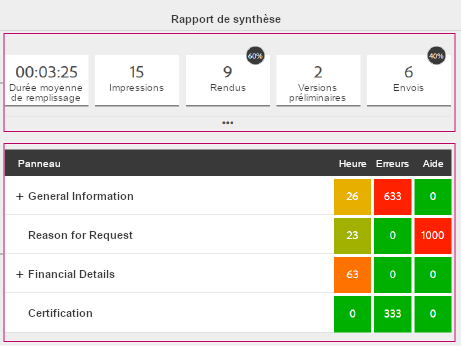 Rapport de synthèse
60% 40%
00:03:25 15 9 2 6
Durée moyenne Impressions Rendus Versions Envois
de remplissage préliminaires
•••
Panneau Heure Erreurs Aide
+ General Information 26 633 0
Reason for Request 23 0 1000
+ Financial Details 63 0 0
Certification 0 333 0